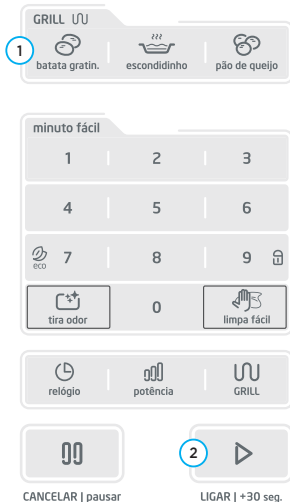 GRILL
1
batata gratin. escondidinho pão de queijo
minuto fácil
1 2 3
4 5 6
eco 7 8 9
tira odor 0 limpa fácil
relógio potência GRILL
2
CANCELAR | pausar LIGAR | +30 seg.